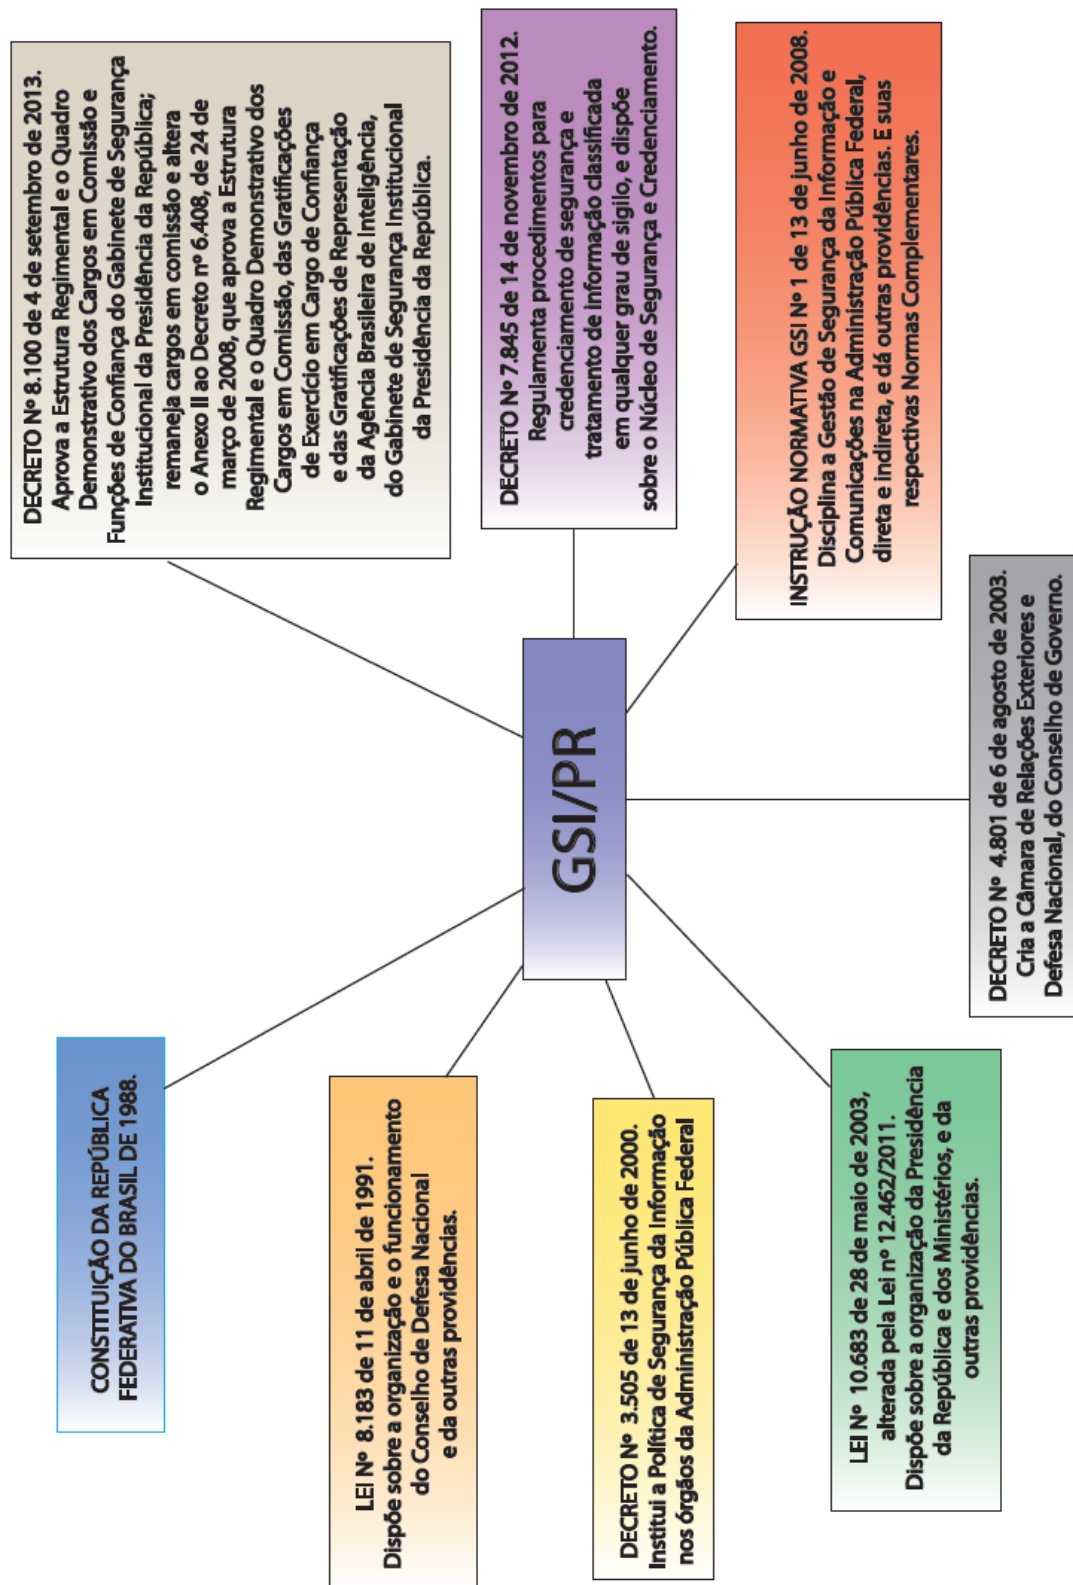 CONSTITUIÇÃO DA REPÚBLICA
FEDERATIVA DO BRASIL DE 1988.
LEI Nº 8.183 de 11 de abril de 1991.
Dispõe sobre a organização e o funcionamento
do Conselho de Defesa Nacional
e da outras providências.
DECRETO Nº 3.505 de 13 de junho de 2000.
Institui a Política de Segurança da Informação
nos órgãos da Administração Pública Federal
LEI Nº 10.683 de 28 de maio de 2003,
alterada pela Lei nº 12.462/2011.
Dispõe sobre a organização da Presidência
da República e dos Ministérios, e da
outras providências.
GSI/PR
DECRETO Nº 4.801 de 6 de agosto de 2003.
Cria a Câmara de Relações Exteriores e
Defesa Nacional, do Conselho de Governo.
DECRETO Nº 8.100 de 4 de setembro de 2013.
Aprova a Estrutura Regimental e o Quadro
Demonstrativo dos Cargos em Comissão e
Funções de Confiança do Gabinete de Segurança
Institucional da Presidência da República;
remaneja cargos em comissão e altera
o Anexo II ao Decreto nº 6.408, de 24 de
março de 2008, que aprova a Estrutura
Regimental e o Quadro Demonstrativo dos
Cargos em Comissão, das Gratificações
de Exercício em Cargo de Confiança
e das Gratificações de Representação
da Agência Brasileira de Inteligência,
do Gabinete de Segurança Institucional
da Presidência da República.
DECRETO Nº 7.845 de 14 de novembro de 2012.
Regulamenta procedimentos para
credenciamento de segurança e
tratamento de informação classificada
em qualquer grau de sigilo, e dispõe
sobre o Núcleo de Segurança e Credenciamento.
INSTRUÇÃO NORMATIVA GSI Nº 1 de 13 de junho de 2008.
Disciplina a Gestão de Segurança da Informação e
Comunicações na Administração Pública Federal,
direta e indireta, e dá outras providências. E suas
respectivas Normas Complementares.